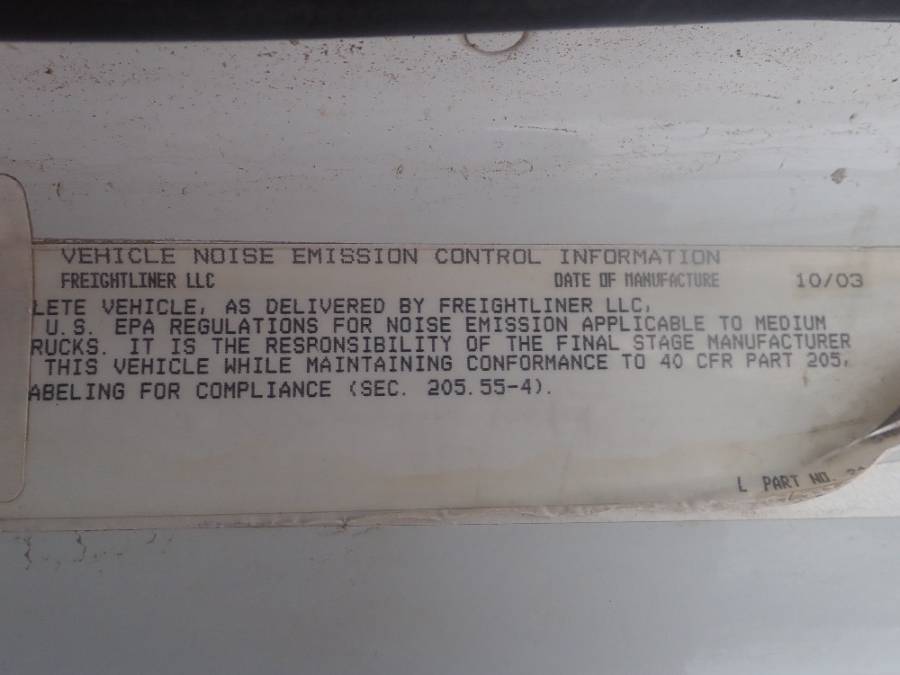 VEHICLE NOISE EMISSION CONTROL INFORMATION
FREIGHTLINER LLC DATE OF MANUFACTURE 10/03
LETE VEHICLE, AS DELIVERED BY FREIGHTLINER LLC,
U.S. EPA REGULATIONS FOR NOISE EMISSION APPLICABLE TO MEDIUM
RUCKS. IT IS THE RESPONSIBILITY OF THE FINAL STAGE MANUFACTURER
THIS VEHICLE WHILE MAINTAINING CONFORMANCE TO 40 CFR PART 205,
ABELING FOR COMPLIANCE (SEC. 205.55-4).
L PART NO.